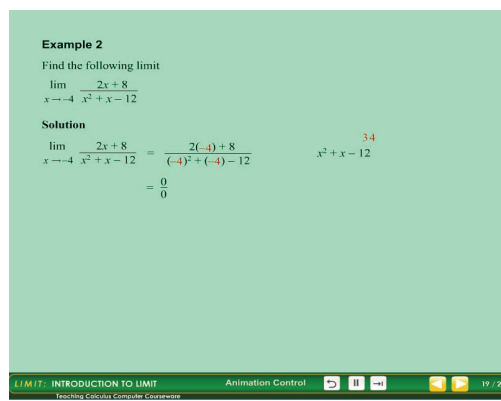 Example 2
Find the following limit
lim x→−4 (2x + 8)/(x² + x − 12)
Solution
lim x→−4 (2x + 8)/(x² + x − 12) = (2(−4) + 8)/((−4)² + (−4) − 12)
= 0/0
3 4
x² + x − 12
LIMIT: INTRODUCTION TO LIMIT Animation Control 19 / 2
Teaching Calculus Computer Courseware